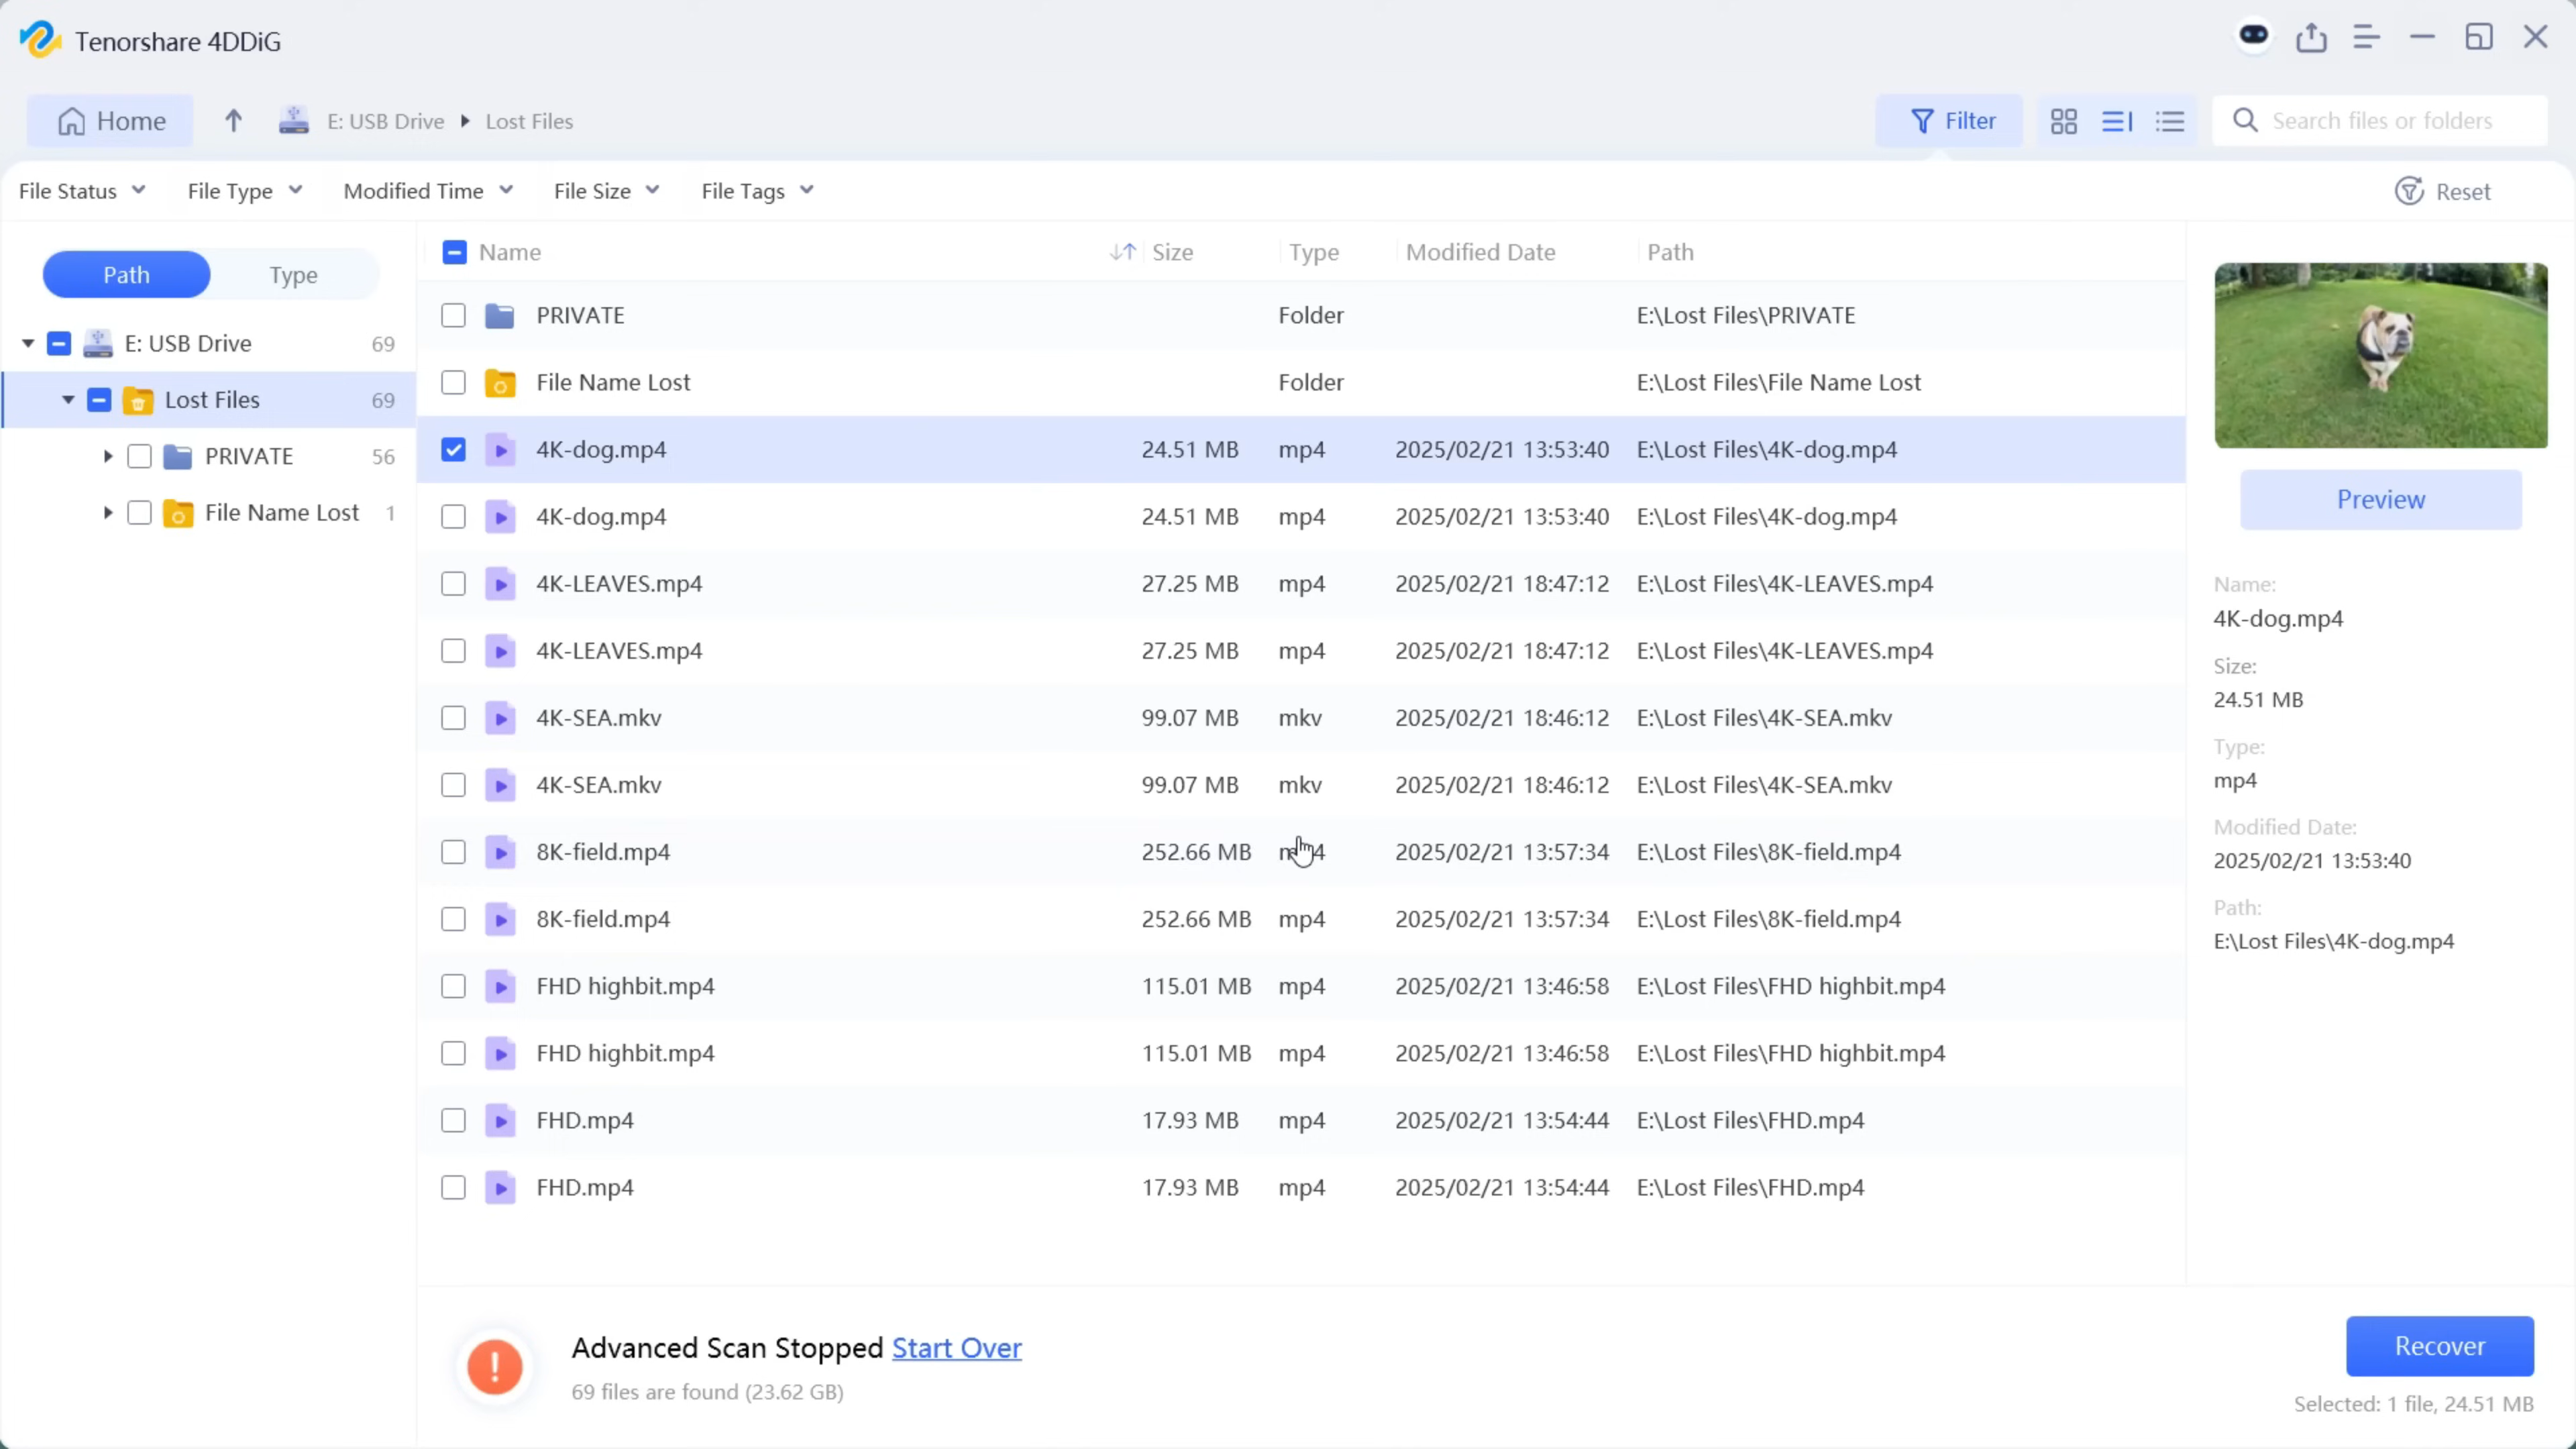 Tenorshare 4DDiG
Home
E: USB Drive
Lost Files
Filter
Search files or folders
File Status
File Type
Modified Time
File Size
File Tags
Reset
Path
Type
E: USB Drive 69
Lost Files 69
PRIVATE 56
File Name Lost 1
Name Size Type Modified Date Path
PRIVATE Folder E:\Lost Files\PRIVATE
File Name Lost Folder E:\Lost Files\File Name Lost
4K-dog.mp4 24.51 MB mp4 2025/02/21 13:53:40 E:\Lost Files\4K-dog.mp4
4K-dog.mp4 24.51 MB mp4 2025/02/21 13:53:40 E:\Lost Files\4K-dog.mp4
4K-LEAVES.mp4 27.25 MB mp4 2025/02/21 18:47:12 E:\Lost Files\4K-LEAVES.mp4
4K-LEAVES.mp4 27.25 MB mp4 2025/02/21 18:47:12 E:\Lost Files\4K-LEAVES.mp4
4K-SEA.mkv 99.07 MB mkv 2025/02/21 18:46:12 E:\Lost Files\4K-SEA.mkv
4K-SEA.mkv 99.07 MB mkv 2025/02/21 18:46:12 E:\Lost Files\4K-SEA.mkv
8K-field.mp4 252.66 MB mp4 2025/02/21 13:57:34 E:\Lost Files\8K-field.mp4
8K-field.mp4 252.66 MB mp4 2025/02/21 13:57:34 E:\Lost Files\8K-field.mp4
FHD highbit.mp4 115.01 MB mp4 2025/02/21 13:46:58 E:\Lost Files\FHD highbit.mp4
FHD highbit.mp4 115.01 MB mp4 2025/02/21 13:46:58 E:\Lost Files\FHD highbit.mp4
FHD.mp4 17.93 MB mp4 2025/02/21 13:54:44 E:\Lost Files\FHD.mp4
FHD.mp4 17.93 MB mp4 2025/02/21 13:54:44 E:\Lost Files\FHD.mp4
Preview
Name:
4K-dog.mp4
Size:
24.51 MB
Type:
mp4
Modified Date:
2025/02/21 13:53:40
Path:
E:\Lost Files\4K-dog.mp4
Advanced Scan Stopped Start Over
69 files are found (23.62 GB)
Recover
Selected: 1 file, 24.51 MB